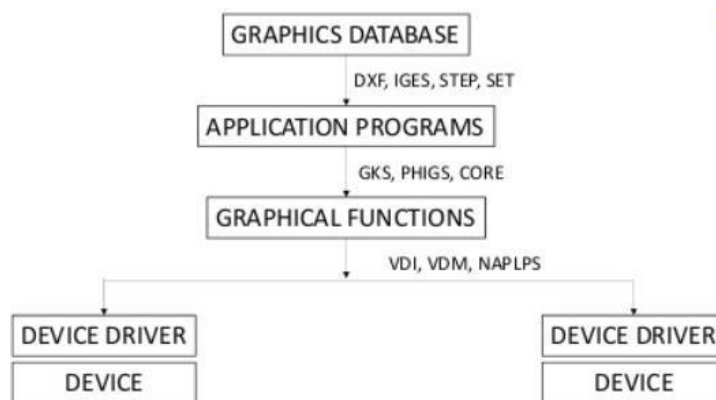 GRAPHICS DATABASE
DXF, IGES, STEP, SET
APPLICATION PROGRAMS
GKS, PHIGS, CORE
GRAPHICAL FUNCTIONS
VDI, VDM, NAPLPS
DEVICE DRIVER
DEVICE
DEVICE DRIVER
DEVICE